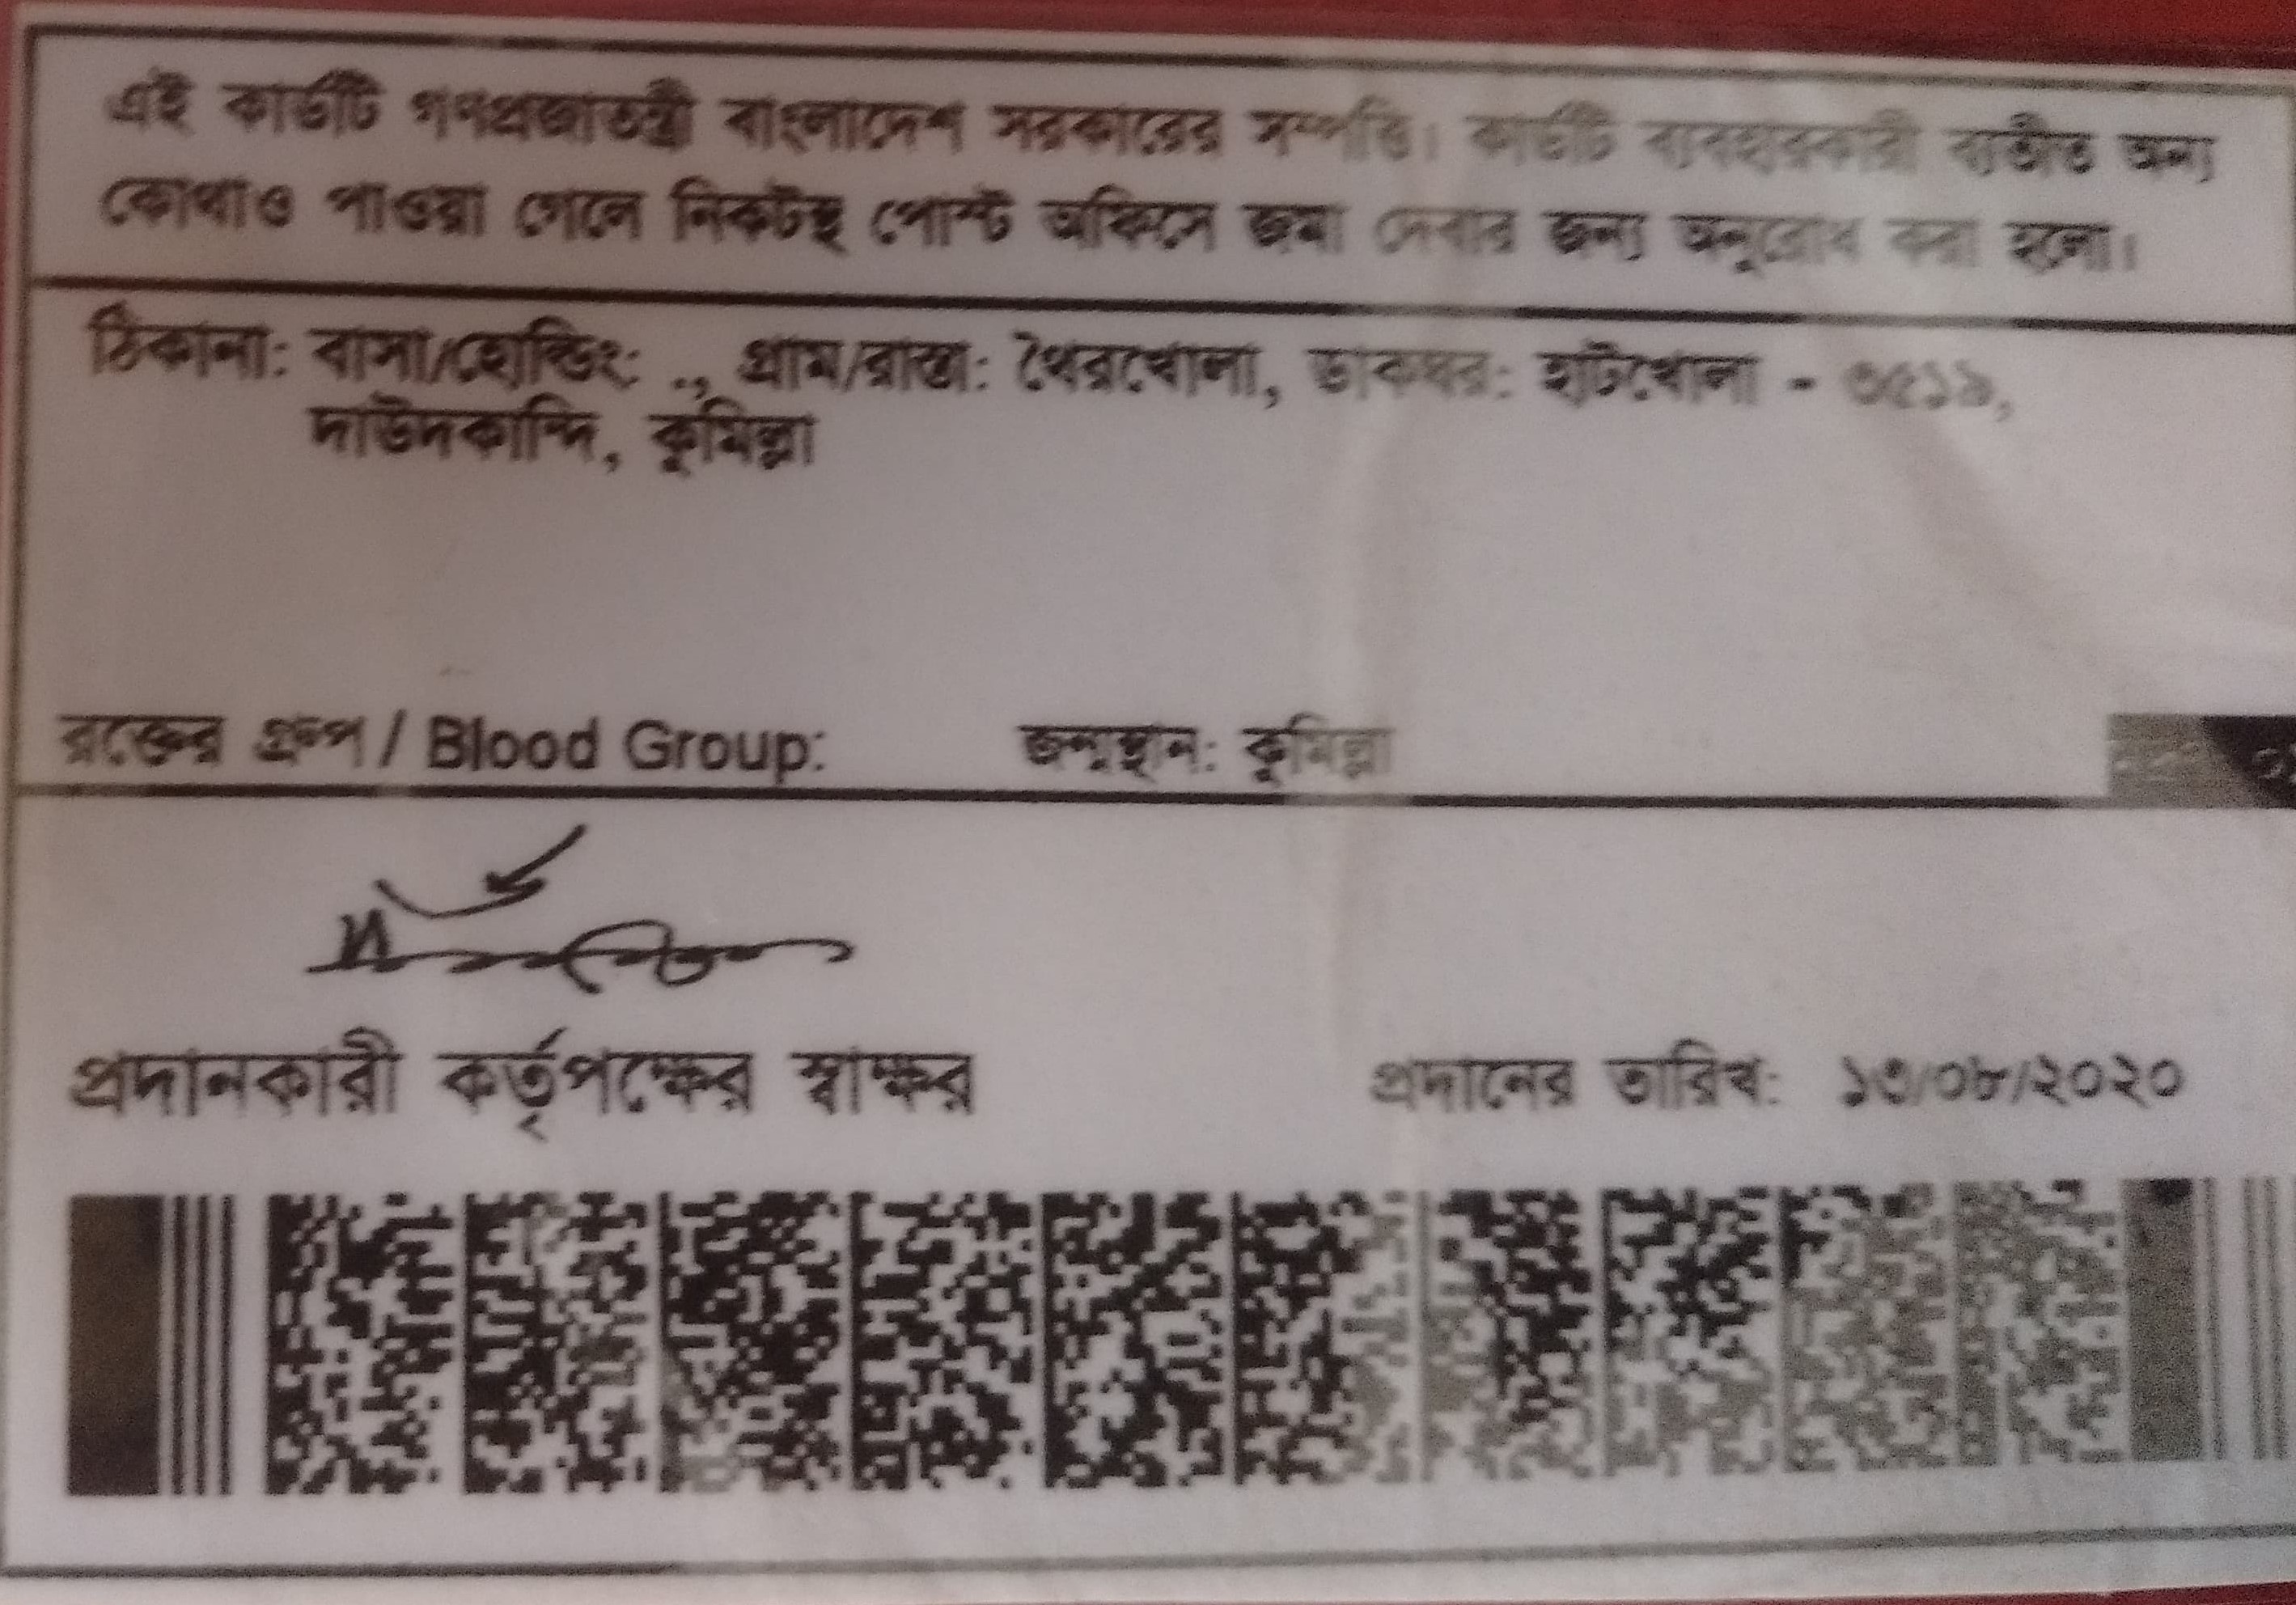 এই কার্ডটি গণপ্রজাতন্ত্রী বাংলাদেশ সরকারের সম্পত্তি। কার্ডটি ব্যবহারকারী ব্যতীত অন্য
কোথাও পাওয়া গেলে নিকটস্থ পোস্ট অফিসে জমা দেবার জন্য অনুরোধ করা হলো।
ঠিকানা: বাসা/হোল্ডিং: ., গ্রাম/রাস্তা: থৈরখোলা, ডাকঘর: হাটখোলা - ৩৫১৯,
দাউদকান্দি, কুমিল্লা
রক্তের গ্রুপ / Blood Group: জন্মস্থান: কুমিল্লা
প্রদানকারী কর্তৃপক্ষের স্বাক্ষর প্রদানের তারিখ: ১৩/০৮/২০২০